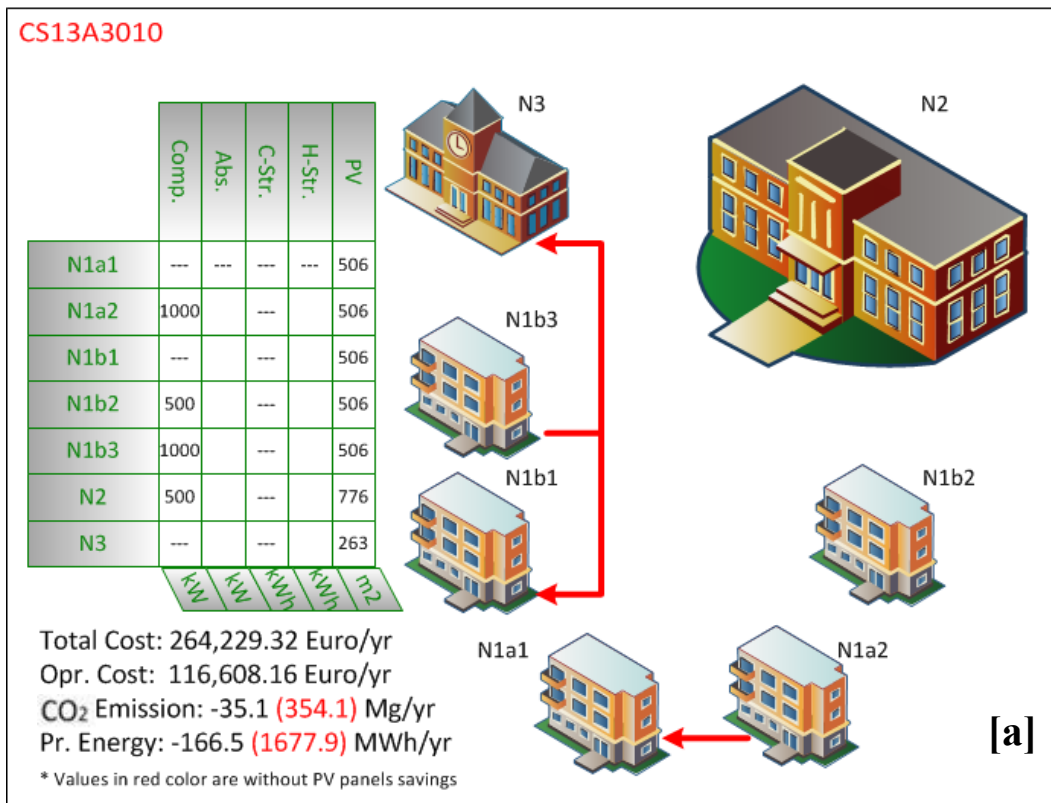 CS13A3010
N3
N2
Comp. Abs. C-Str. H-Str. PV
N1a1 --- --- --- --- 506
N1a2 1000 --- 506
N1b1 --- --- 506
N1b2 500 --- 506
N1b3 1000 --- 506
N2 500 --- 776
N3 --- --- 263
kW kW kWh kWh m2
N1b3
N1b1
N1b2
N1a1
N1a2
Total Cost: 264,229.32 Euro/yr
Opr. Cost: 116,608.16 Euro/yr
CO2 Emission: -35.1 (354.1) Mg/yr
Pr. Energy: -166.5 (1677.9) MWh/yr
* Values in red color are without PV panels savings
[a]